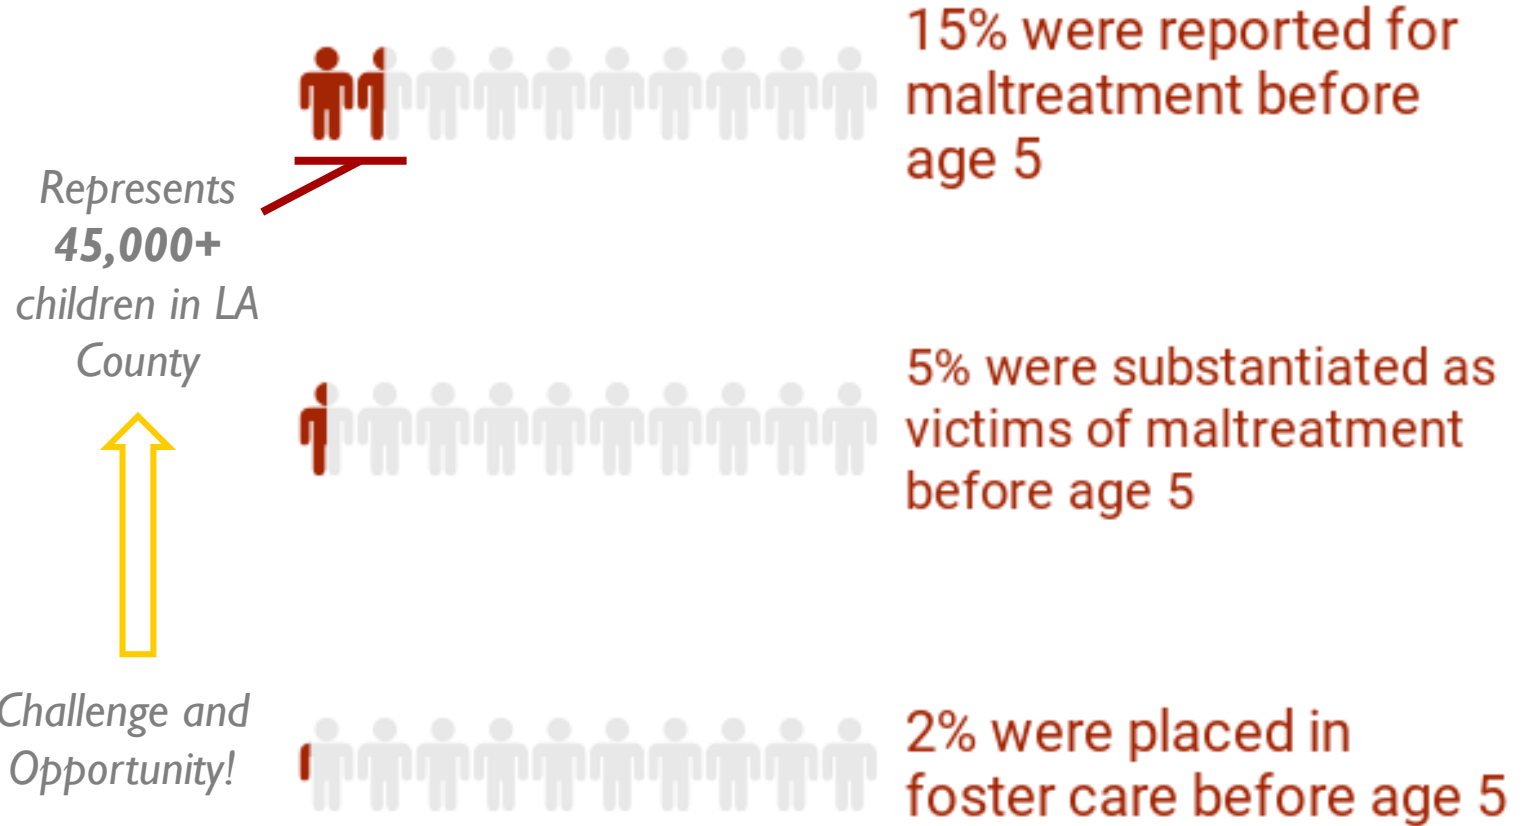 15% were reported for
maltreatment before
age 5
Represents
45,000+
children in LA
County
5% were substantiated as
victims of maltreatment
before age 5
Challenge and
Opportunity!
2% were placed in
foster care before age 5